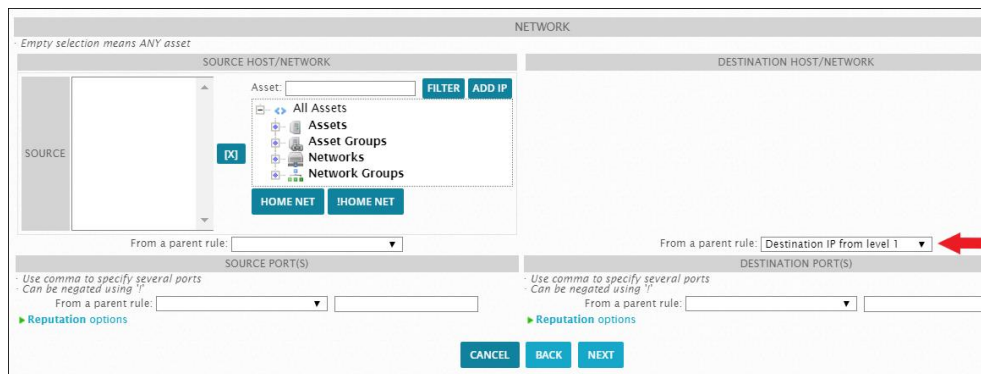 NETWORK
· Empty selection means ANY asset
SOURCE HOST/NETWORK
DESTINATION HOST/NETWORK
Asset:
FILTER
ADD IP
All Assets
Assets
Asset Groups
Networks
Network Groups
SOURCE
[X]
HOME NET
!HOME NET
From a parent rule:
From a parent rule: Destination IP from level 1
SOURCE PORT(S)
DESTINATION PORT(S)
· Use comma to specify several ports
· Can be negated using '!'
From a parent rule:
Reputation options
· Use comma to specify several ports
· Can be negated using '!'
From a parent rule:
Reputation options
CANCEL
BACK
NEXT